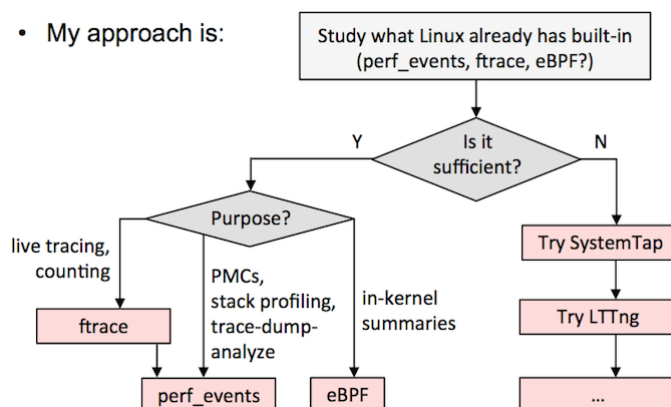 • My approach is:
Study what Linux already has built-in
(perf_events, ftrace, eBPF?)
Y
Is it
sufficient?
N
Purpose?
live tracing,
counting
PMCs,
stack profiling,
trace-dump-
analyze
in-kernel
summaries
Try SystemTap
ftrace
Try LTTng
perf_events
eBPF
...